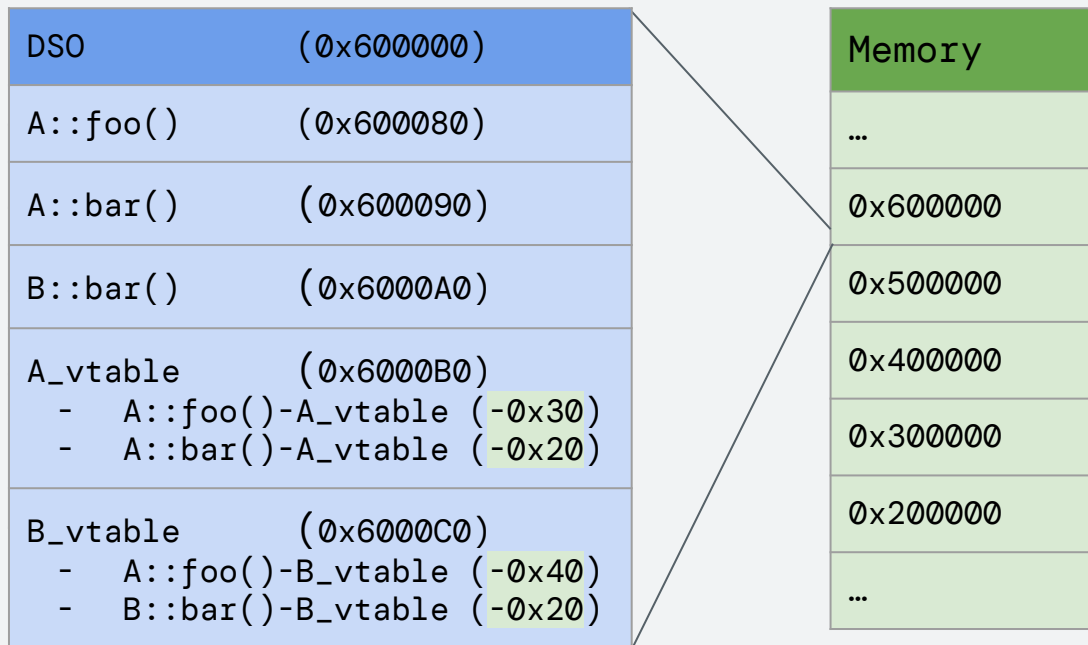 DSO (0x600000)
A::foo() (0x600080)
A::bar() (0x600090)
B::bar() (0x6000A0)
A_vtable (0x6000B0)
- A::foo()-A_vtable (-0x30)
- A::bar()-A_vtable (-0x20)
B_vtable (0x6000C0)
- A::foo()-B_vtable (-0x40)
- B::bar()-B_vtable (-0x20)
Memory
…
0x600000
0x500000
0x400000
0x300000
0x200000
…